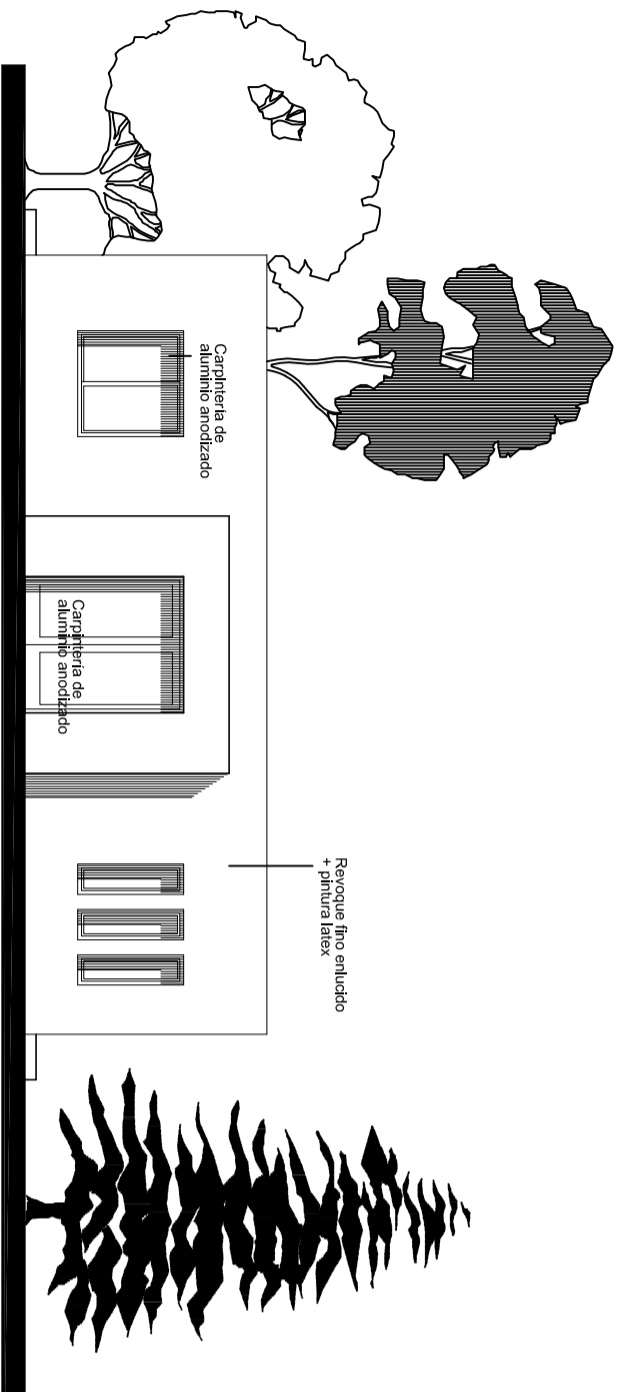 Carpintería de
aluminio anodizado
Carpintería de
aluminio anodizado
Revoque fino enlucido
+ pintura latex